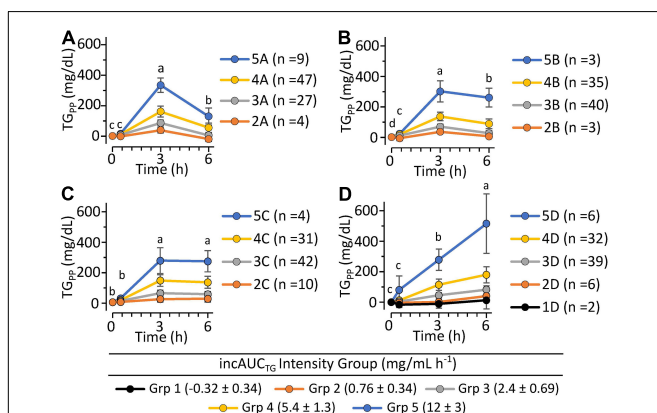 A
B
600
400
200
0
TGPP (mg/dL)
c c
a
b
0
3
6
Time (h)
5A (n =9)
4A (n =47)
3A (n =27)
2A (n =4)
600
400
200
0
TGPP (mg/dL)
d
c
a
b
0
3
6
Time (h)
5B (n =3)
4B (n =35)
3B (n =40)
2B (n =3)
C
D
600
400
200
0
TGPP (mg/dL)
b
b
a
a
0
3
6
Time (h)
5C (n =4)
4C (n =31)
3C (n =42)
2C (n =10)
600
400
200
0
TGPP (mg/dL)
c
c
b
a
0
3
6
Time (h)
5D (n =6)
4D (n =32)
3D (n =39)
2D (n =6)
1D (n =2)
incAUCTG Intensity Group (mg/mL h⁻¹)
Grp 1 (-0.32 ± 0.34) Grp 2 (0.76 ± 0.34) Grp 3 (2.4 ± 0.69)
Grp 4 (5.4 ± 1.3) Grp 5 (12 ± 3)